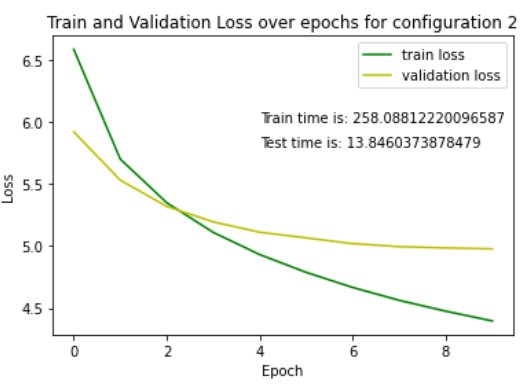 Train and Validation Loss over epochs for configuration 2
train loss
validation loss
Train time is: 258.08812220096587
Test time is: 13.8460373878479
Loss
6.5
6.0
5.5
5.0
4.5
0 2 4 6 8
Epoch